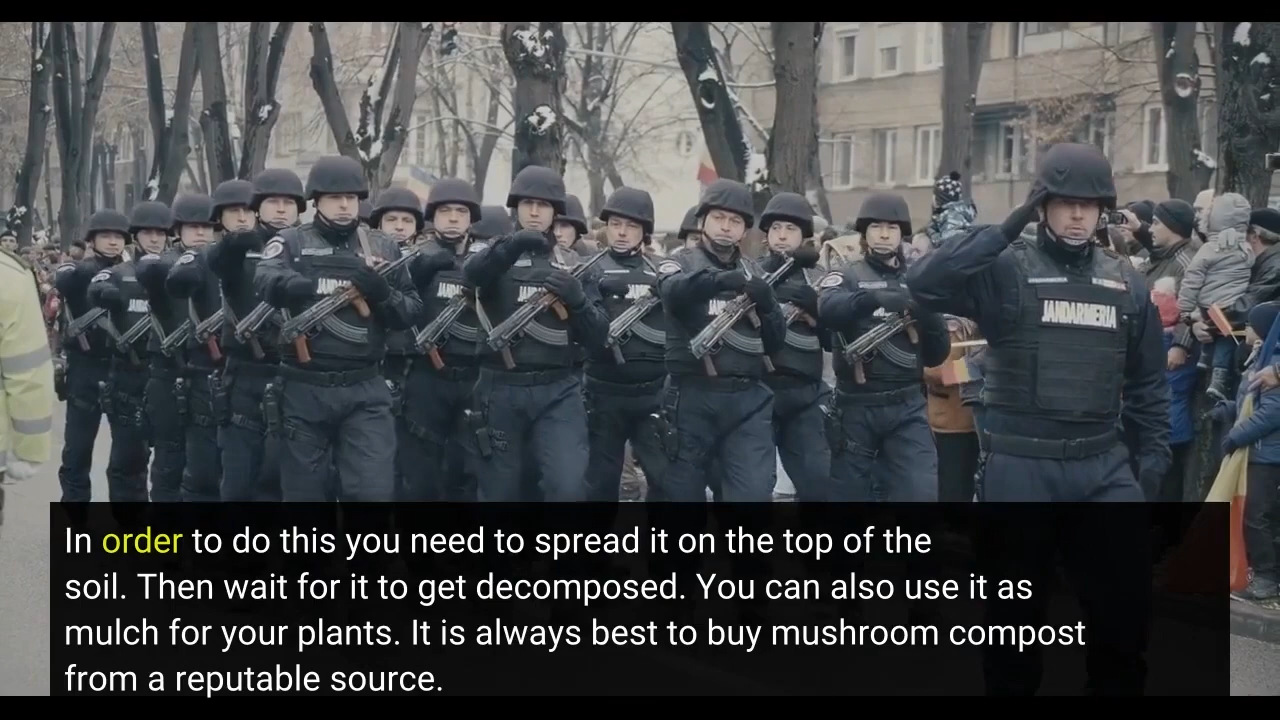 JANDARMERIA
In order to do this you need to spread it on the top of the
soil. Then wait for it to get decomposed. You can also use it as
mulch for your plants. It is always best to buy mushroom compost
from a reputable source.